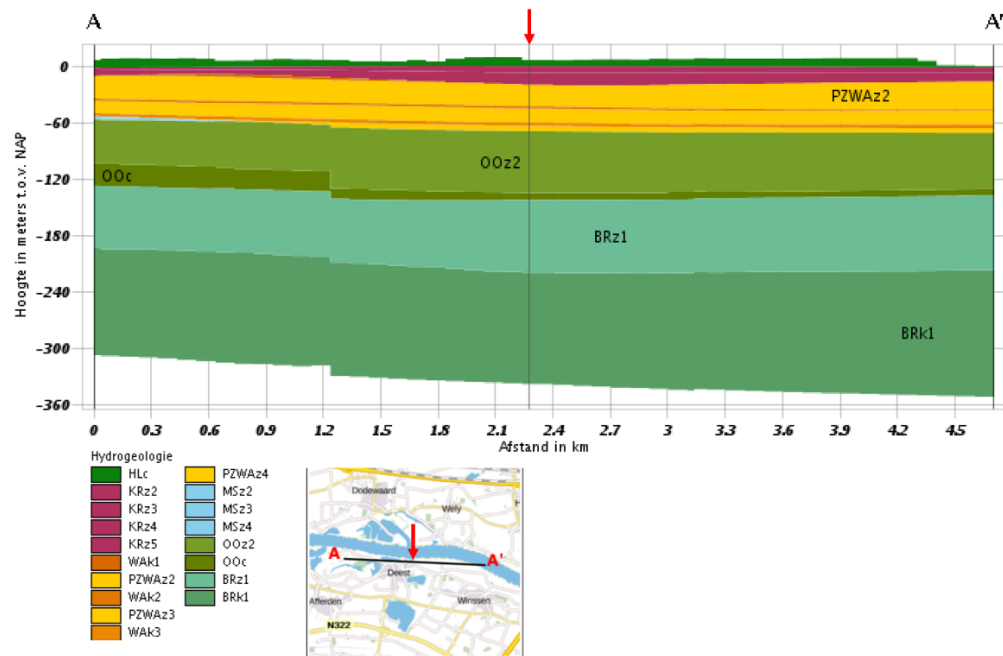 A
A'
0
-60
-120
-180
-240
-300
-360
Hoogte in meters t.o.v. NAP
PZWAz2
OOz2
OOc
BRz1
BRk1
0
0.3
0.6
0.9
1.2
1.5
1.8
2.1
2.4
2.7
3
3.3
3.6
3.9
4.2
4.5
Afstand in km
Hydrogeologie
HLc
KRz2
KRz3
KRz4
KRz5
WAk1
PZWAz2
WAk2
PZWAz3
WAk3
PZWAz4
MSz2
MSz3
MSz4
OOz2
OOc
BRz1
BRk1
Dodewaard
Wely
H
A
A'
Deest
Afferden
Winssen
N322